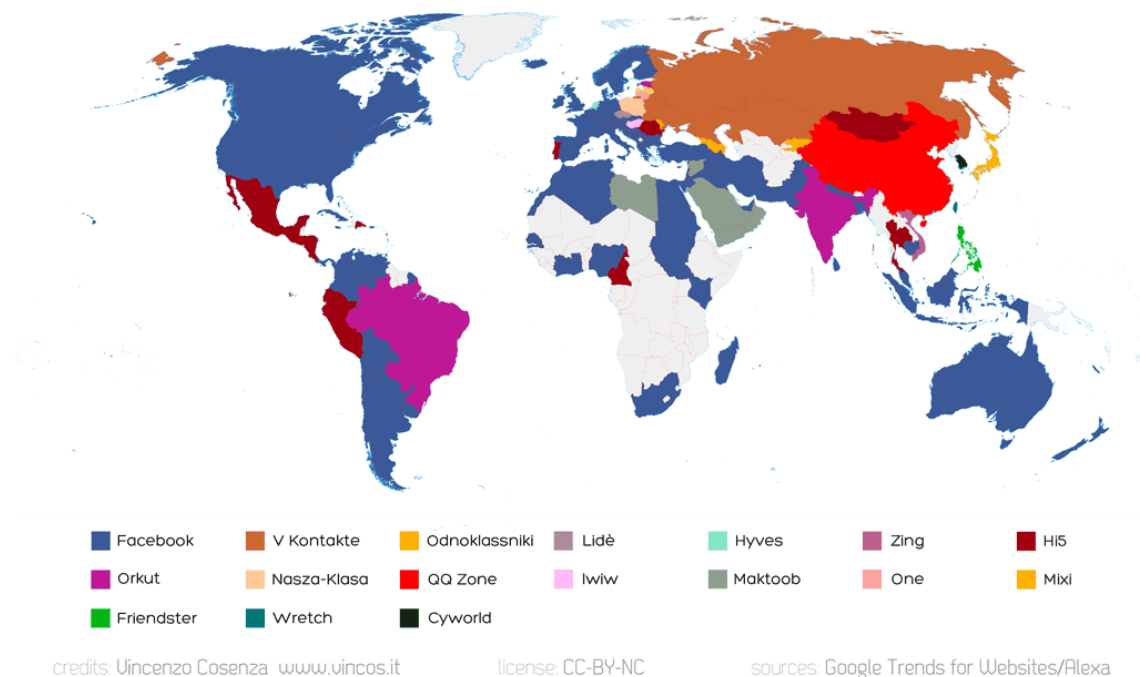 Facebook V Kontakte Odnoklassniki Lidè Hyves Zing Hi5
Orkut Nasza-Klasa QQ Zone Iwiw Maktoob One Mixi
Friendster Wretch Cyworld
credits: Vincenzo Cosenza www.vincos.it license: CC-BY-NC sources: Google Trends for Websites/Alexa